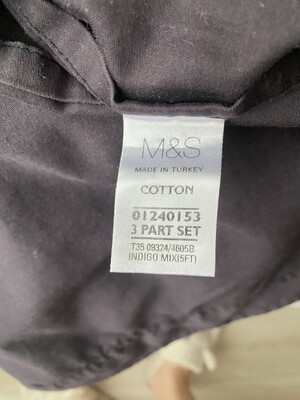 M&S
MADE IN TURKEY
COTTON
01240153
3 PART SET
T35 09324/4605B
INDIGO MIX(5FT)